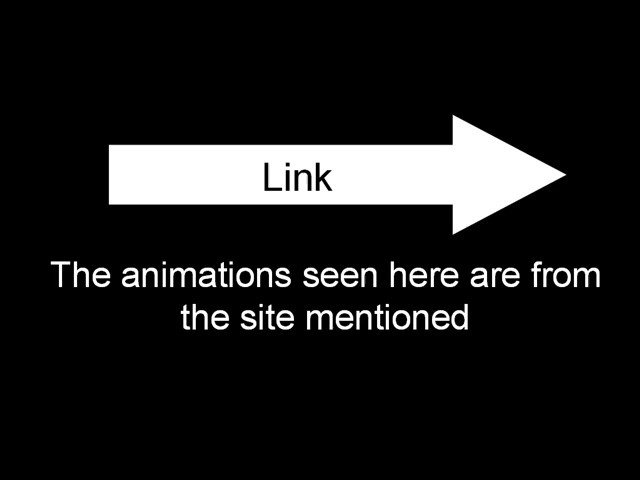 Link
The animations seen here are from
the site mentioned